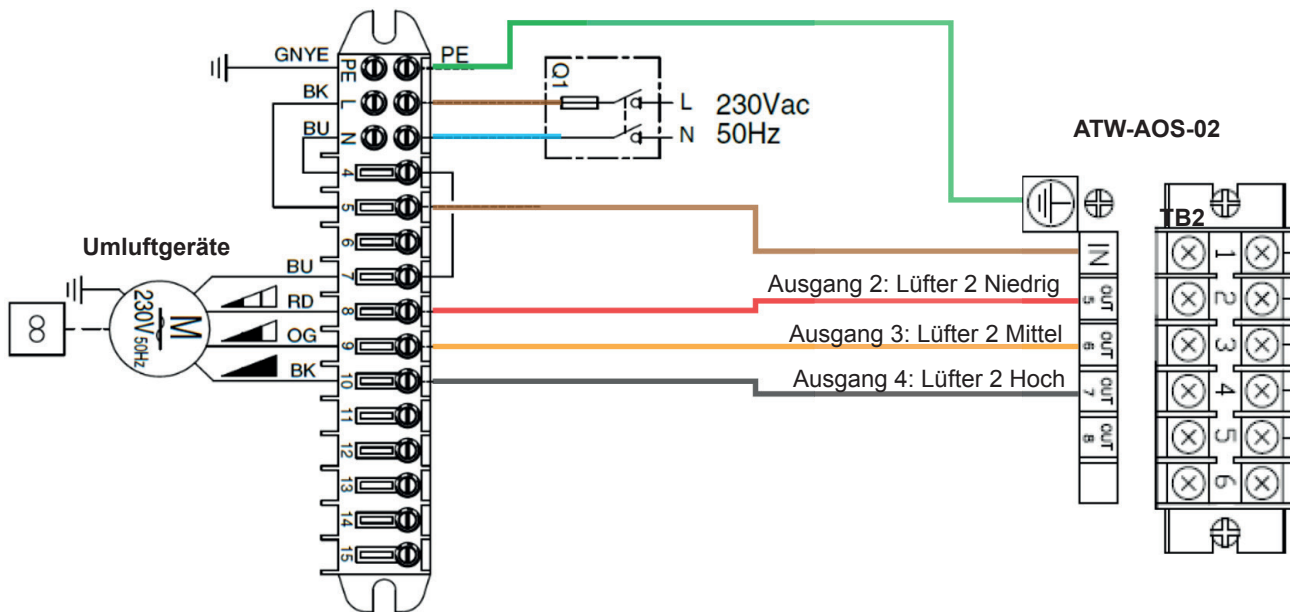 GNYE
PE
PE
BK
L
BU
N
Q1
L
N
230Vac
50Hz
ATW-AOS-02
4
5
6
7
8
9
10
11
12
13
14
15
Umluftgeräte
BU
RD
OG
BK
M
230V
50Hz
8
Ausgang 2: Lüfter 2 Niedrig
Ausgang 3: Lüfter 2 Mittel
Ausgang 4: Lüfter 2 Hoch
IN
5 OUT
6 OUT
7 OUT
8 OUT
TB2
1
2
3
4
5
6